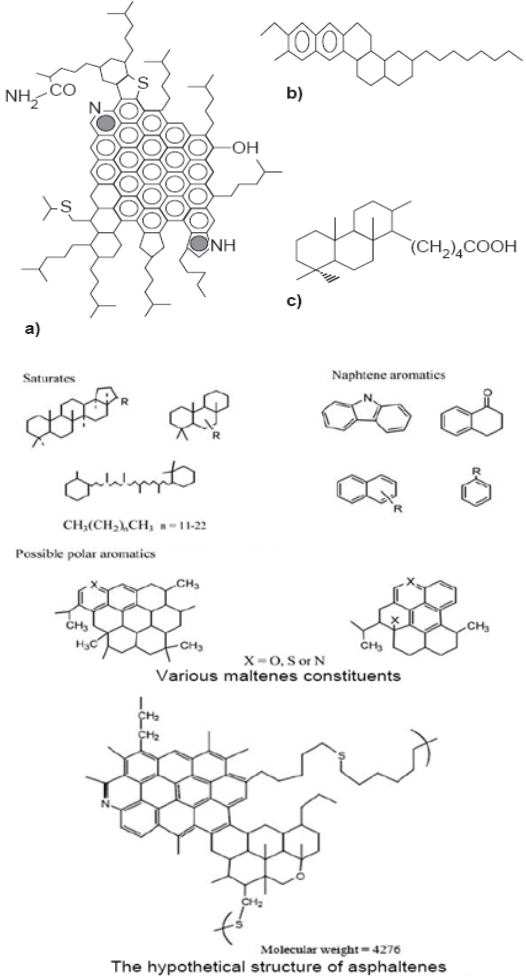 S
NH2 CO
N
OH
S
NH
a)
b)
(CH2)4COOH
c)
Saturates
Naphtene aromatics
R
R
N
O
R
R
CH3(CH2)nCH3 n = 11-22
Possible polar aromatics
X
CH3
CH3
H3C
CH3
X
X
CH3
CH3
X = O, S or N
Various maltenes constituents
CH2
CH2
S
N
O
CH2
S
Molecular weight = 4276
The hypothetical structure of asphaltenes